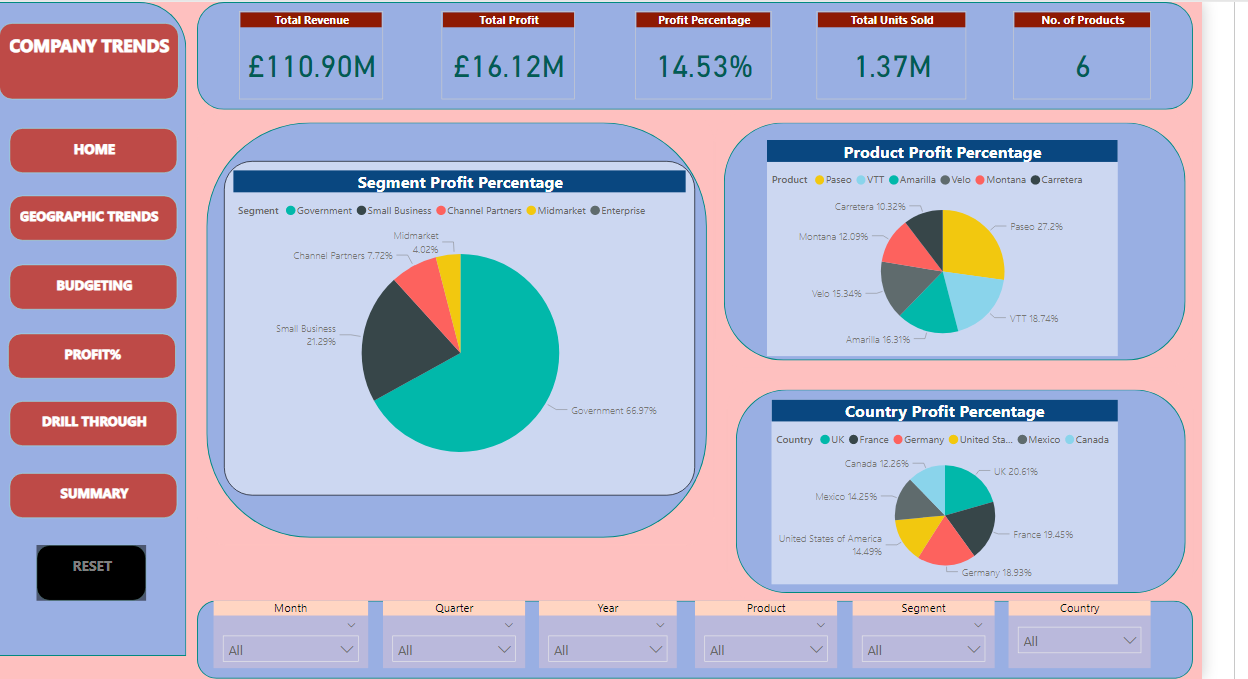 COMPANY TRENDS
HOME
GEOGRAPHIC TRENDS
BUDGETING
PROFIT%
DRILL THROUGH
SUMMARY
RESET
Total Revenue
£110.90M
Total Profit
£16.12M
Profit Percentage
14.53%
Total Units Sold
1.37M
No. of Products
6
Segment Profit Percentage
Segment Government Small Business Channel Partners Midmarket Enterprise
Midmarket
4.02%
Channel Partners 7.72%
Small Business
21.29%
Government 66.97%
Product Profit Percentage
Product Paseo VTT Amarilla Velo Montana Carretera
Carretera 10.32%
Paseo 27.2%
Montana 12.09%
Velo 15.34%
VTT 18.74%
Amarilla 16.31%
Country Profit Percentage
Country UK France Germany United Sta... Mexico Canada
Canada 12.26%
UK 20.61%
Mexico 14.25%
France 19.45%
United States of America
14.49%
Germany 18.93%
Month
All
Quarter
All
Year
All
Product
All
Segment
All
Country
All